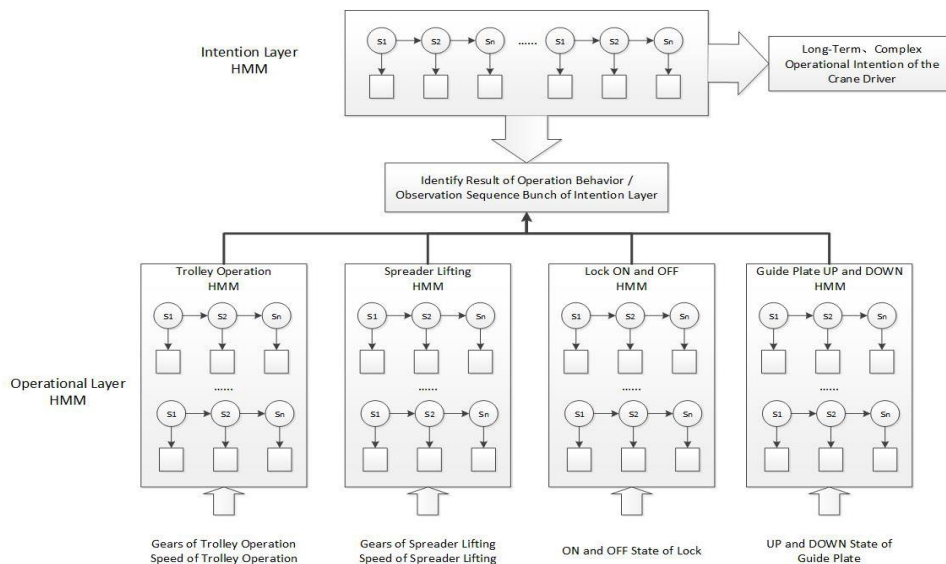 S1 S2 Sn ...... S1 S2 Sn
Intention Layer
HMM
Long-Term、Complex
Operational Intention of the
Crane Driver
Identify Result of Operation Behavior /
Observation Sequence Bunch of Intention Layer
Trolley Operation
HMM
S1 S2 Sn
......
S1 S2 Sn
Spreader Lifting
HMM
S1 S2 Sn
......
S1 S2 Sn
Lock ON and OFF
HMM
S1 S2 Sn
......
S1 S2 Sn
Guide Plate UP and DOWN
HMM
S1 S2 Sn
......
S1 S2 Sn
Operational Layer
HMM
Gears of Trolley Operation
Speed of Trolley Operation
Gears of Spreader Lifting
Speed of Spreader Lifting
ON and OFF State of Lock
UP and DOWN State of
Guide Plate